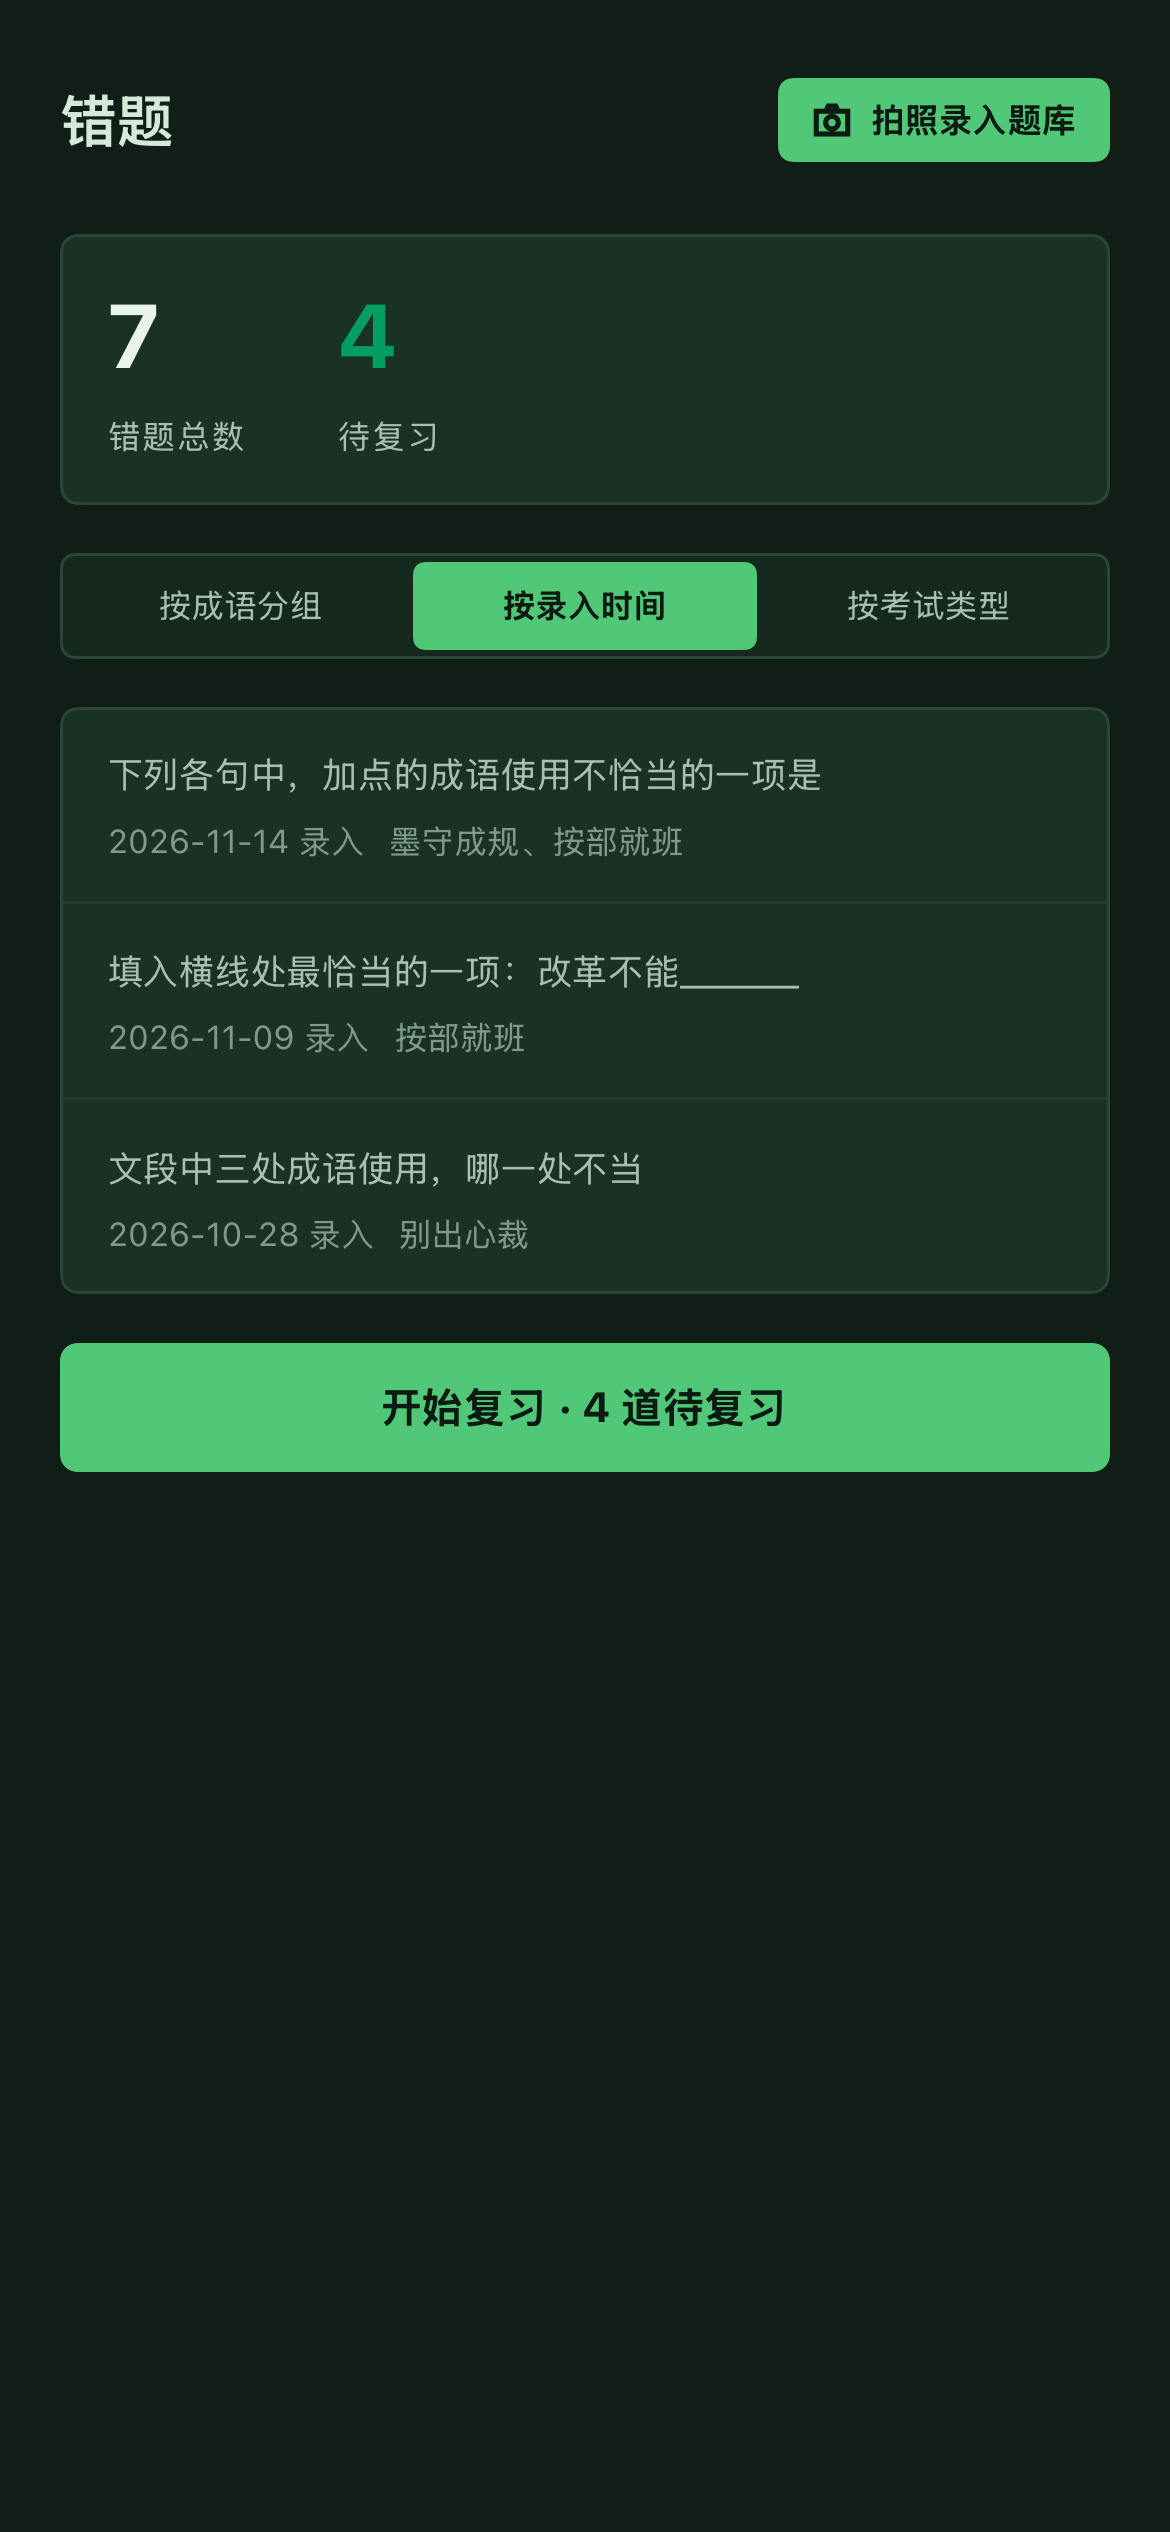 错题
拍照录入题库
7
4
错题总数
待复习
按成语分组
按录入时间
按考试类型
下列各句中，加点的成语使用不恰当的一项是
2026-11-14 录入 墨守成规、按部就班
填入横线处最恰当的一项：改革不能_______
2026-11-09 录入 按部就班
文段中三处成语使用，哪一处不当
2026-10-28 录入 别出心裁
开始复习 · 4 道待复习